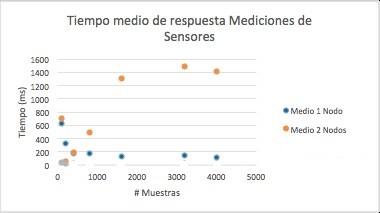 Tiempo medio de respuesta Mediciones de
Sensores
1600
1400
1200
1000
800
600
400
200
0
0
1000
2000
3000
4000
5000
Tiempo (ms)
# Muestras
Medio 1 Nodo
Medio 2 Nodos